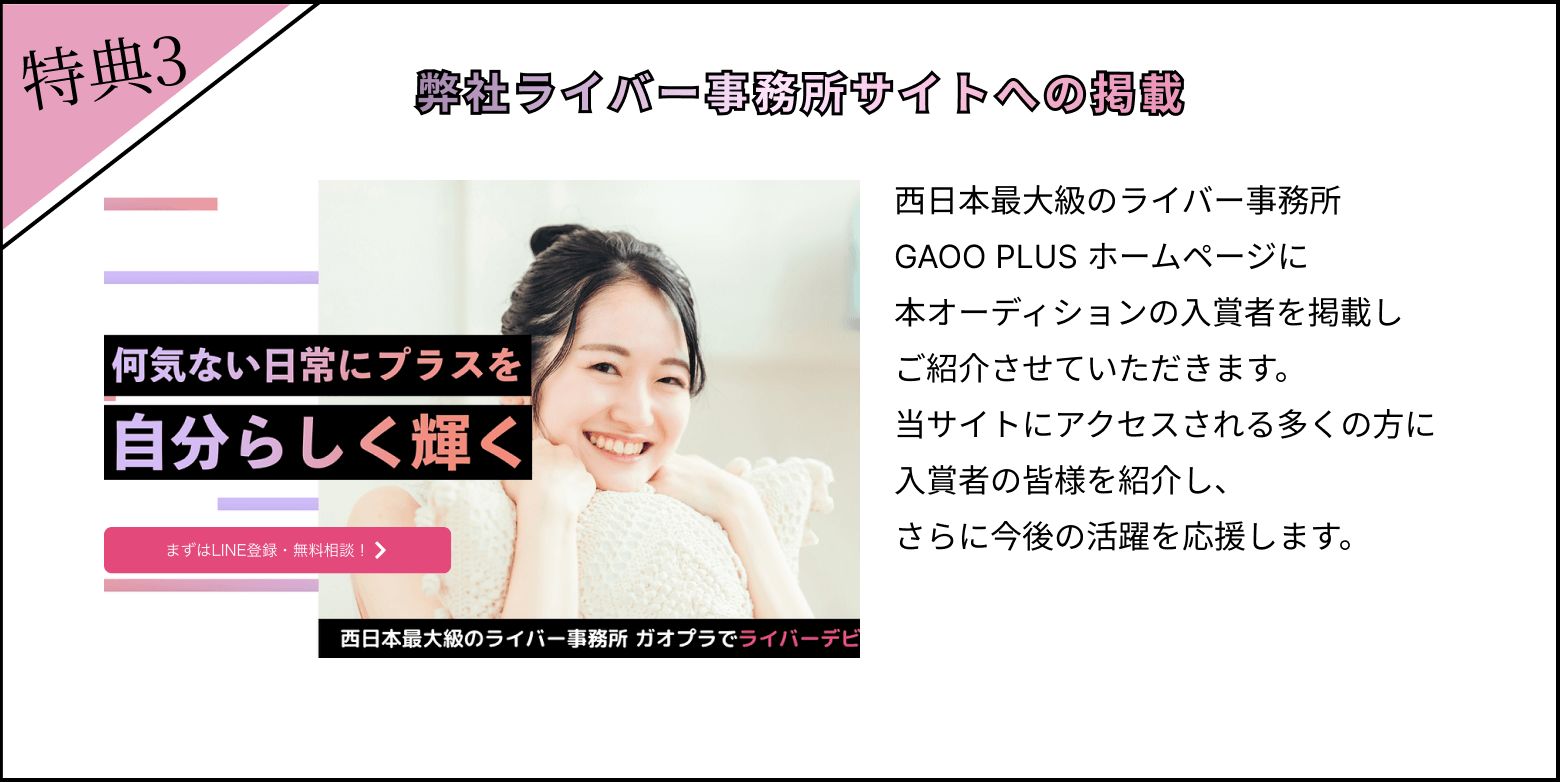 特典3
弊社ライバー事務所サイトへの掲載
何気ない日常にプラスを
自分らしく輝く
まずはLINE登録・無料相談！
西日本最大級のライバー事務所 ガオプラでライバーデビ
西日本最大級のライバー事務所
GAOO PLUS ホームページに
本オーディションの入賞者を掲載し
ご紹介させていただきます。
当サイトにアクセスされる多くの方に
入賞者の皆様を紹介し、
さらに今後の活躍を応援します。